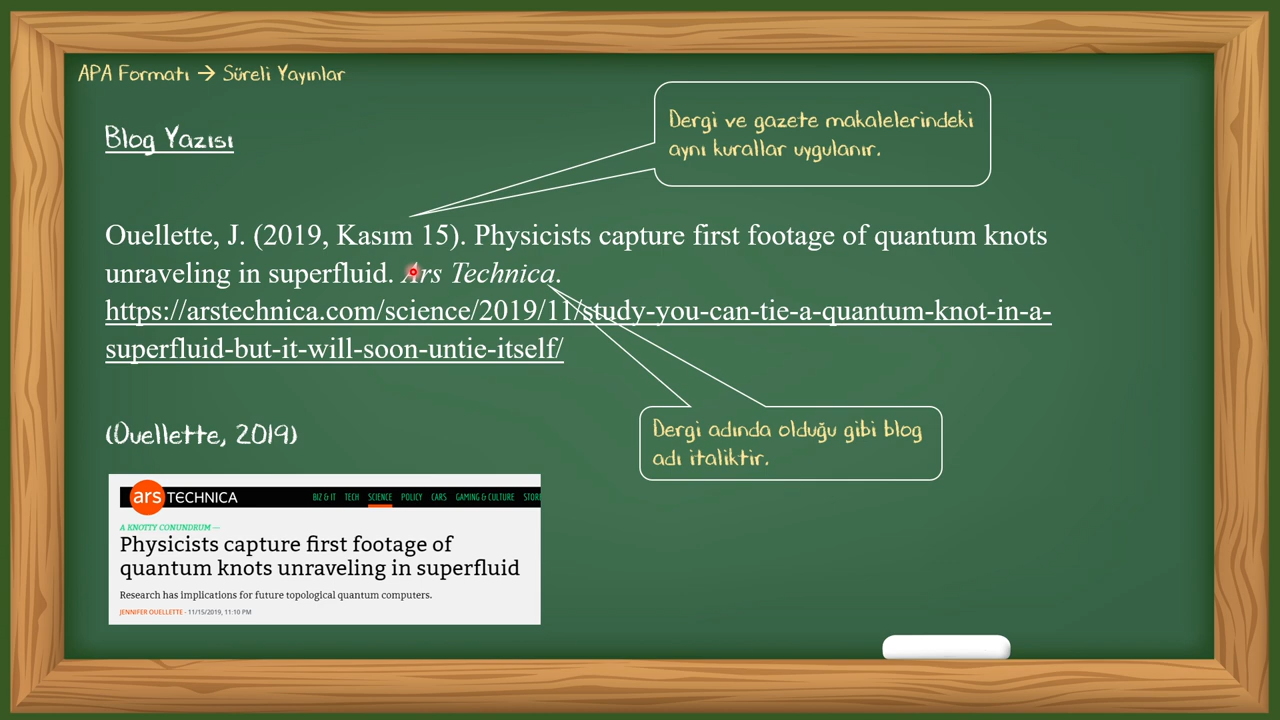 APA Formatı → Süreli Yayınlar
Blog Yazısı
Dergi ve gazete makalelerindeki
aynı kurallar uygulanır.
Ouellette, J. (2019, Kasım 15). Physicists capture first footage of quantum knots
unraveling in superfluid. Ars Technica.
https://arstechnica.com/science/2019/11/study-you-can-tie-a-quantum-knot-in-a-
superfluid-but-it-will-soon-untie-itself/
Dergi adında olduğu gibi blog
adı italiktir.
(Ouellette, 2019)
ars TECHNICA BIZ & IT TECH SCIENCE POLICY CARS GAMING & CULTURE STORE
A KNOTTY CONUNDRUM —
Physicists capture first footage of
quantum knots unraveling in superfluid
Research has implications for future topological quantum computers.
JENNIFER OUELLETTE - 11/15/2019, 11:10 PM